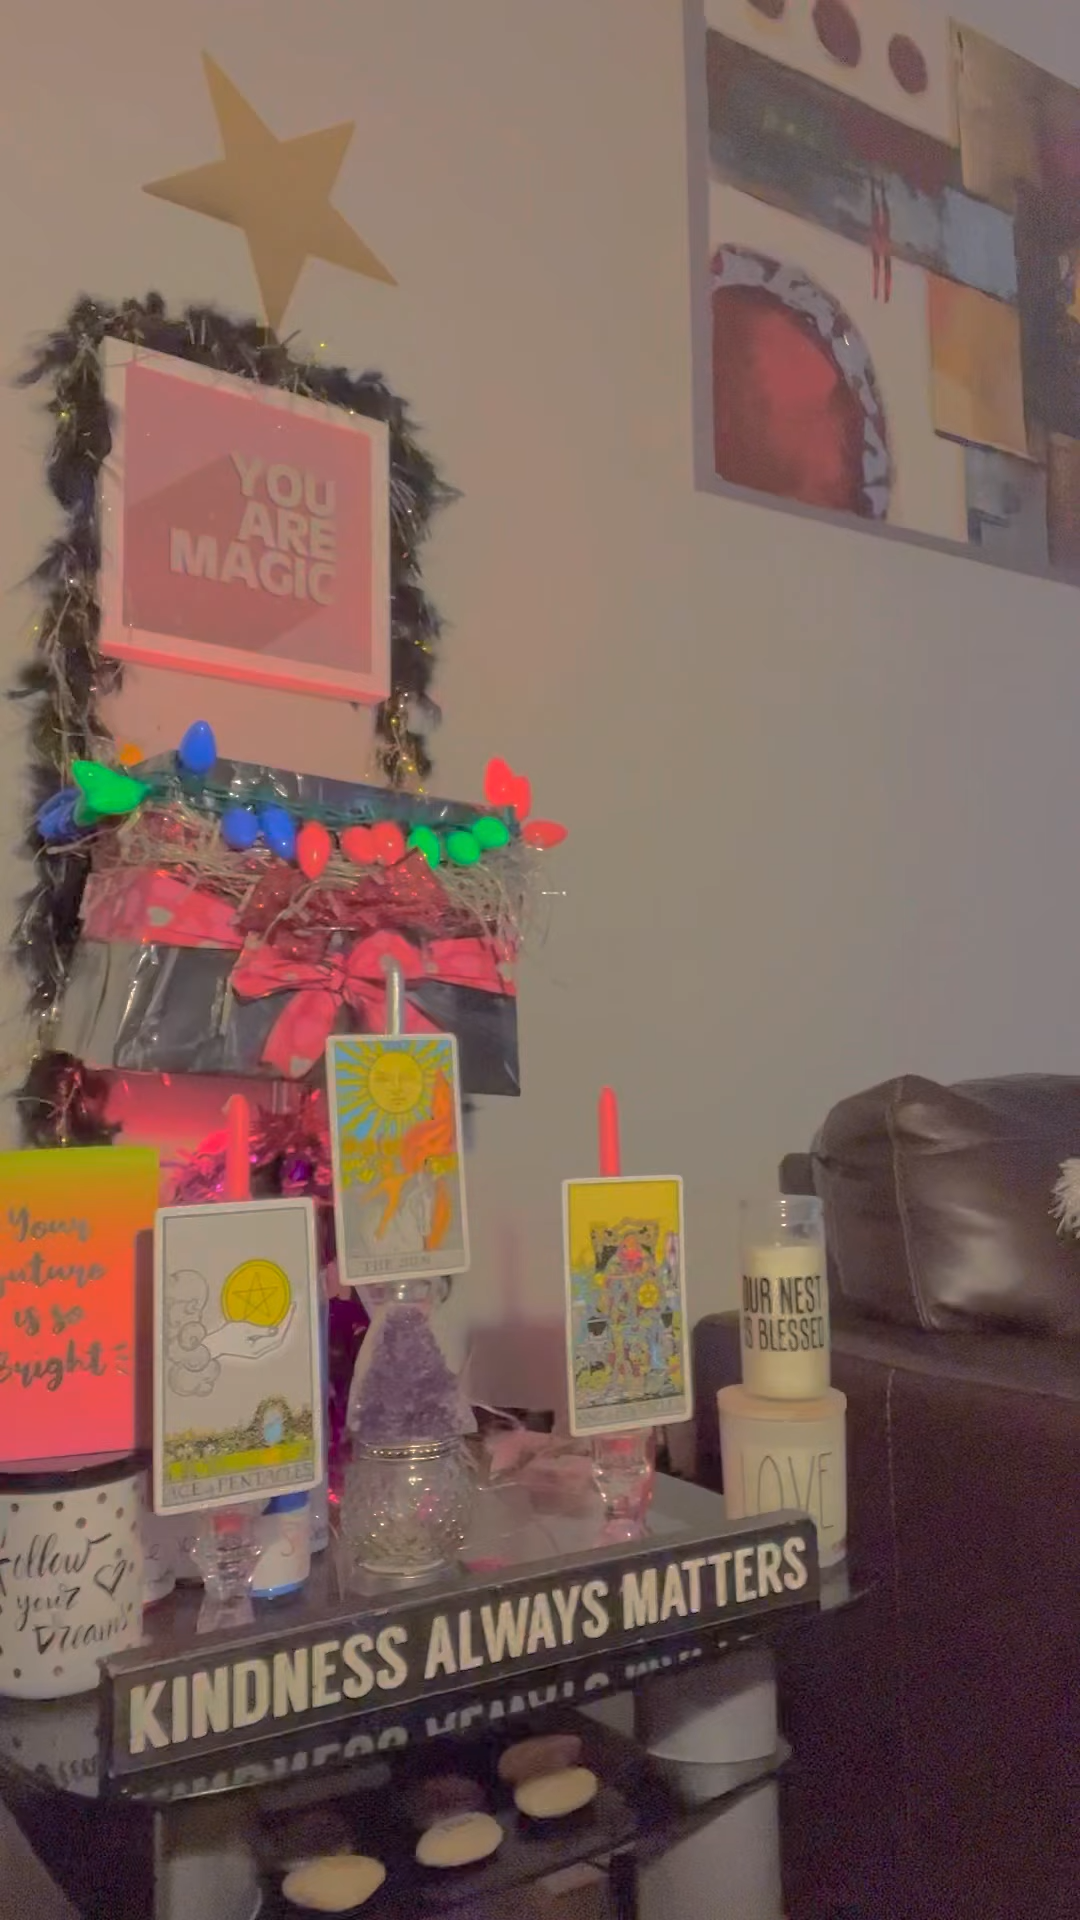 YOU
ARE
MAGIC
Your
future
is so
Bright
THE SUN
ACE of PENTACLES
OUR NEST
IS BLESSED
LOVE
follow
your
Dreams
KINDNESS ALWAYS MATTERS